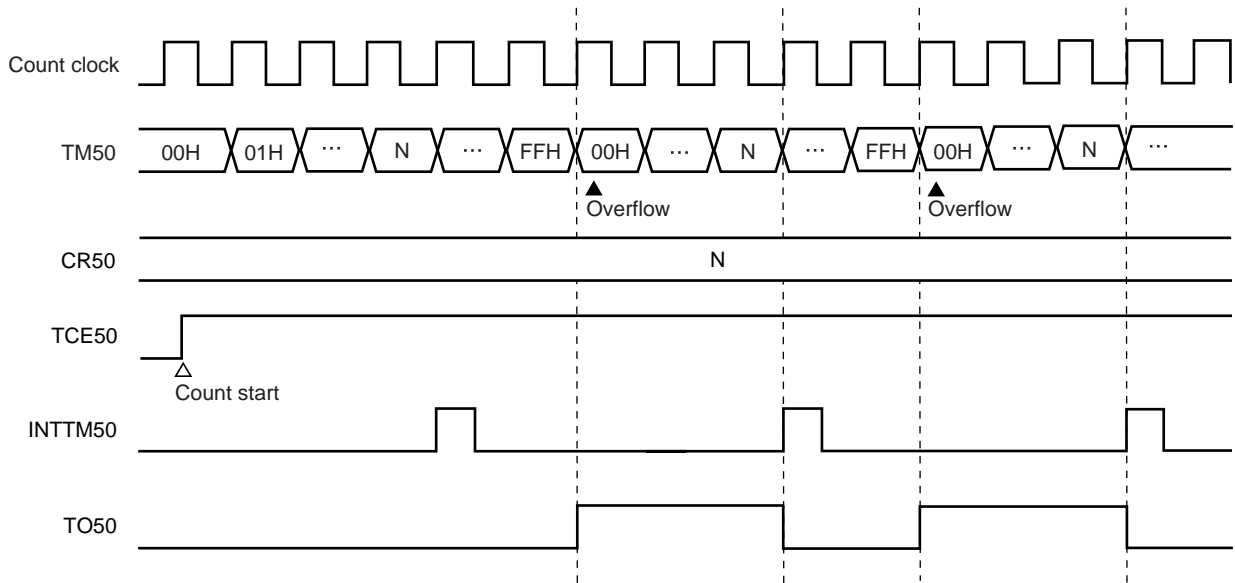 Count clock
TM50 00H 01H ... N ... FFH 00H ... N ... FFH 00H ... N ...
Overflow Overflow
CR50 N
TCE50
Count start
INTTM50
TO50